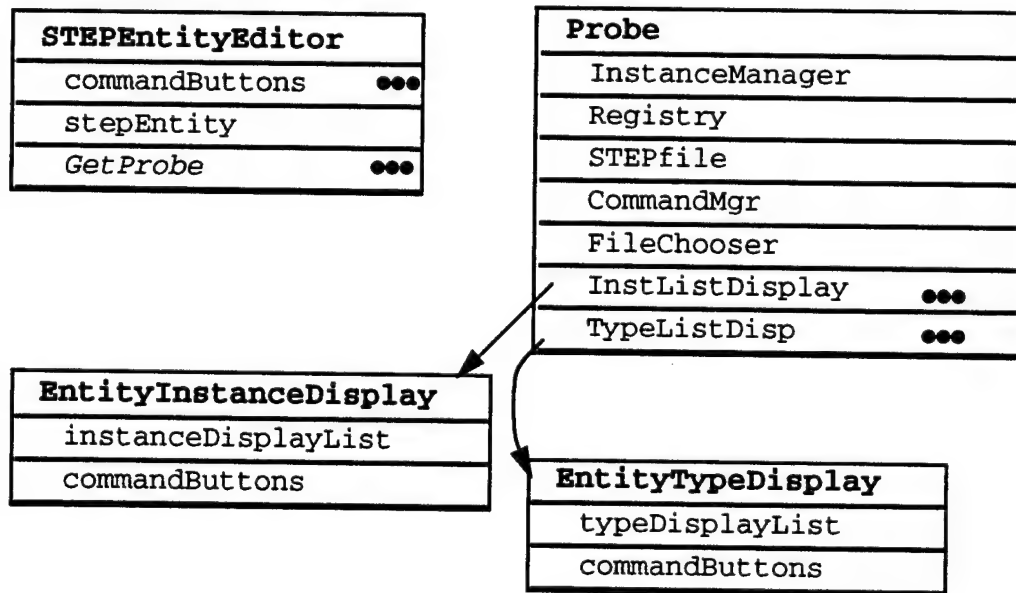 STEPEntityEditor
commandButtons
stepEntity
GetProbe
Probe
InstanceManager
Registry
STEPfile
CommandMgr
FileChooser
InstListDisplay
TypeListDisp
EntityInstanceDisplay
instanceDisplayList
commandButtons
EntityTypeDisplay
typeDisplayList
commandButtons